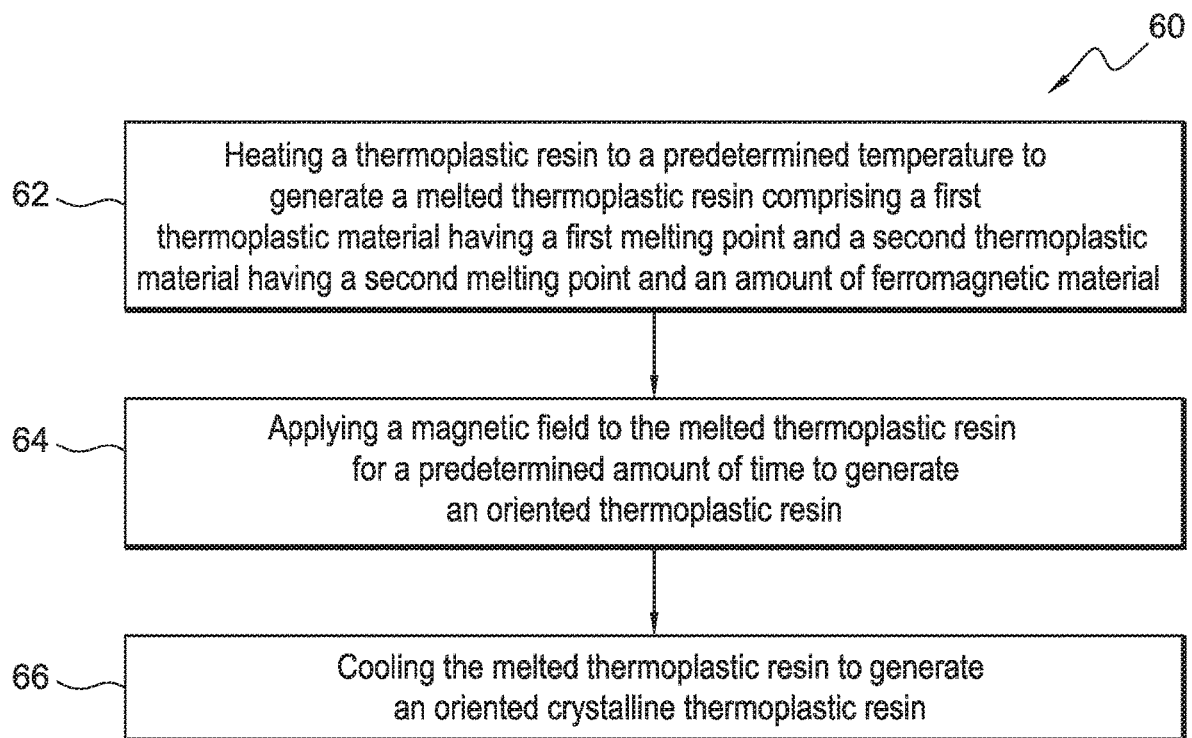 60
62
Heating a thermoplastic resin to a predetermined temperature to
generate a melted thermoplastic resin comprising a first
thermoplastic material having a first melting point and a second thermoplastic
material having a second melting point and an amount of ferromagnetic material
64
Applying a magnetic field to the melted thermoplastic resin
for a predetermined amount of time to generate
an oriented thermoplastic resin
66
Cooling the melted thermoplastic resin to generate
an oriented crystalline thermoplastic resin